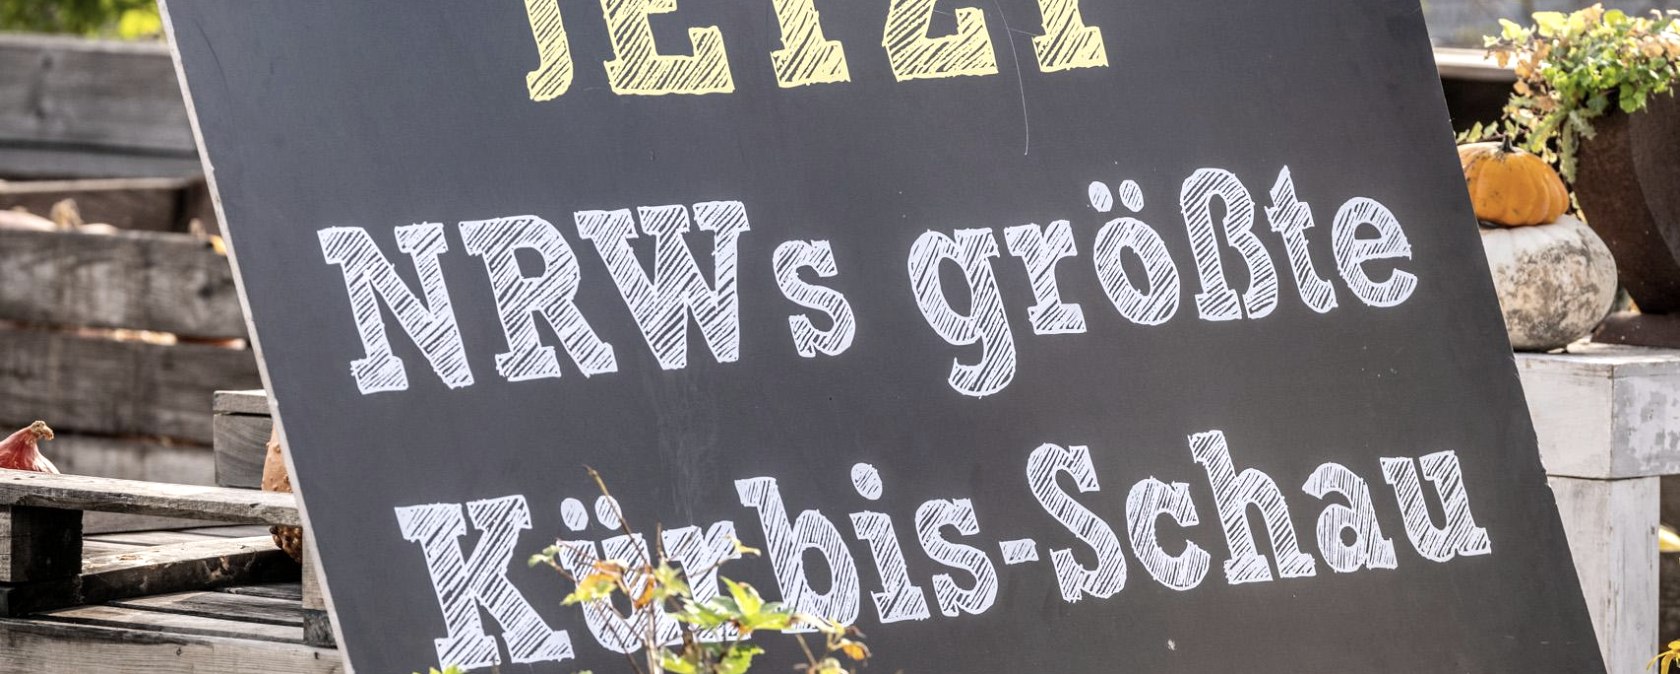 JETZT
NRWs größte
Kürbis-Schau